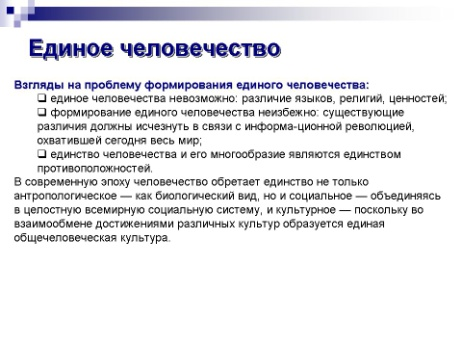 Единое человечество
Взгляды на проблему формирования единого человечества:
❑ единое человечества невозможно: различие языков, религий, ценностей;
❑ формирование единого человечества неизбежно: существующие
различия должны исчезнуть в связи с информа-ционной революцией,
охватившей сегодня весь мир;
❑ единство человечества и его многообразие являются единством
противоположностей.
В современную эпоху человечество обретает единство не только
антропологическое — как биологический вид, но и социальное — объединяясь
в целостную всемирную социальную систему, и культурное — поскольку во
взаимообмене достижениями различных культур образуется единая
общечеловеческая культура.